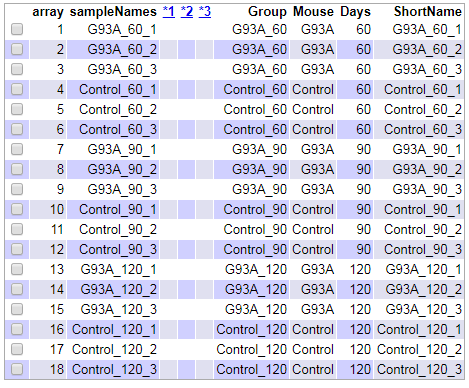 array sampleNames *1 *2 *3 Group Mouse Days ShortName
1 G93A_60_1 G93A_60 G93A 60 G93A_60_1
2 G93A_60_2 G93A_60 G93A 60 G93A_60_2
3 G93A_60_3 G93A_60 G93A 60 G93A_60_3
4 Control_60_1 Control_60 Control 60 Control_60_1
5 Control_60_2 Control_60 Control 60 Control_60_2
6 Control_60_3 Control_60 Control 60 Control_60_3
7 G93A_90_1 G93A_90 G93A 90 G93A_90_1
8 G93A_90_2 G93A_90 G93A 90 G93A_90_2
9 G93A_90_3 G93A_90 G93A 90 G93A_90_3
10 Control_90_1 Control_90 Control 90 Control_90_1
11 Control_90_2 Control_90 Control 90 Control_90_2
12 Control_90_3 Control_90 Control 90 Control_90_3
13 G93A_120_1 G93A_120 G93A 120 G93A_120_1
14 G93A_120_2 G93A_120 G93A 120 G93A_120_2
15 G93A_120_3 G93A_120 G93A 120 G93A_120_3
16 Control_120_1 Control_120 Control 120 Control_120_1
17 Control_120_2 Control_120 Control 120 Control_120_2
18 Control_120_3 Control_120 Control 120 Control_120_3